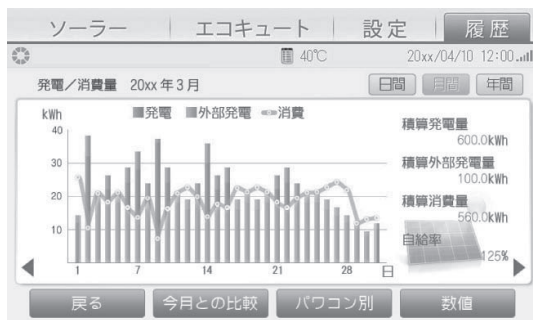 ソーラー エコキュート 設定 履歴
40℃ 20xx/04/10 12:00
発電/消費量 20xx年3月 日間 月間 年間
kWh ■発電 ■外部発電 消費
40
30
20
10
1 7 14 21 28 日
積算発電量
600.0kWh
積算外部発電量
100.0kWh
積算消費量
560.0kWh
自給率
125%
戻る 今月との比較 パワコン別 数値